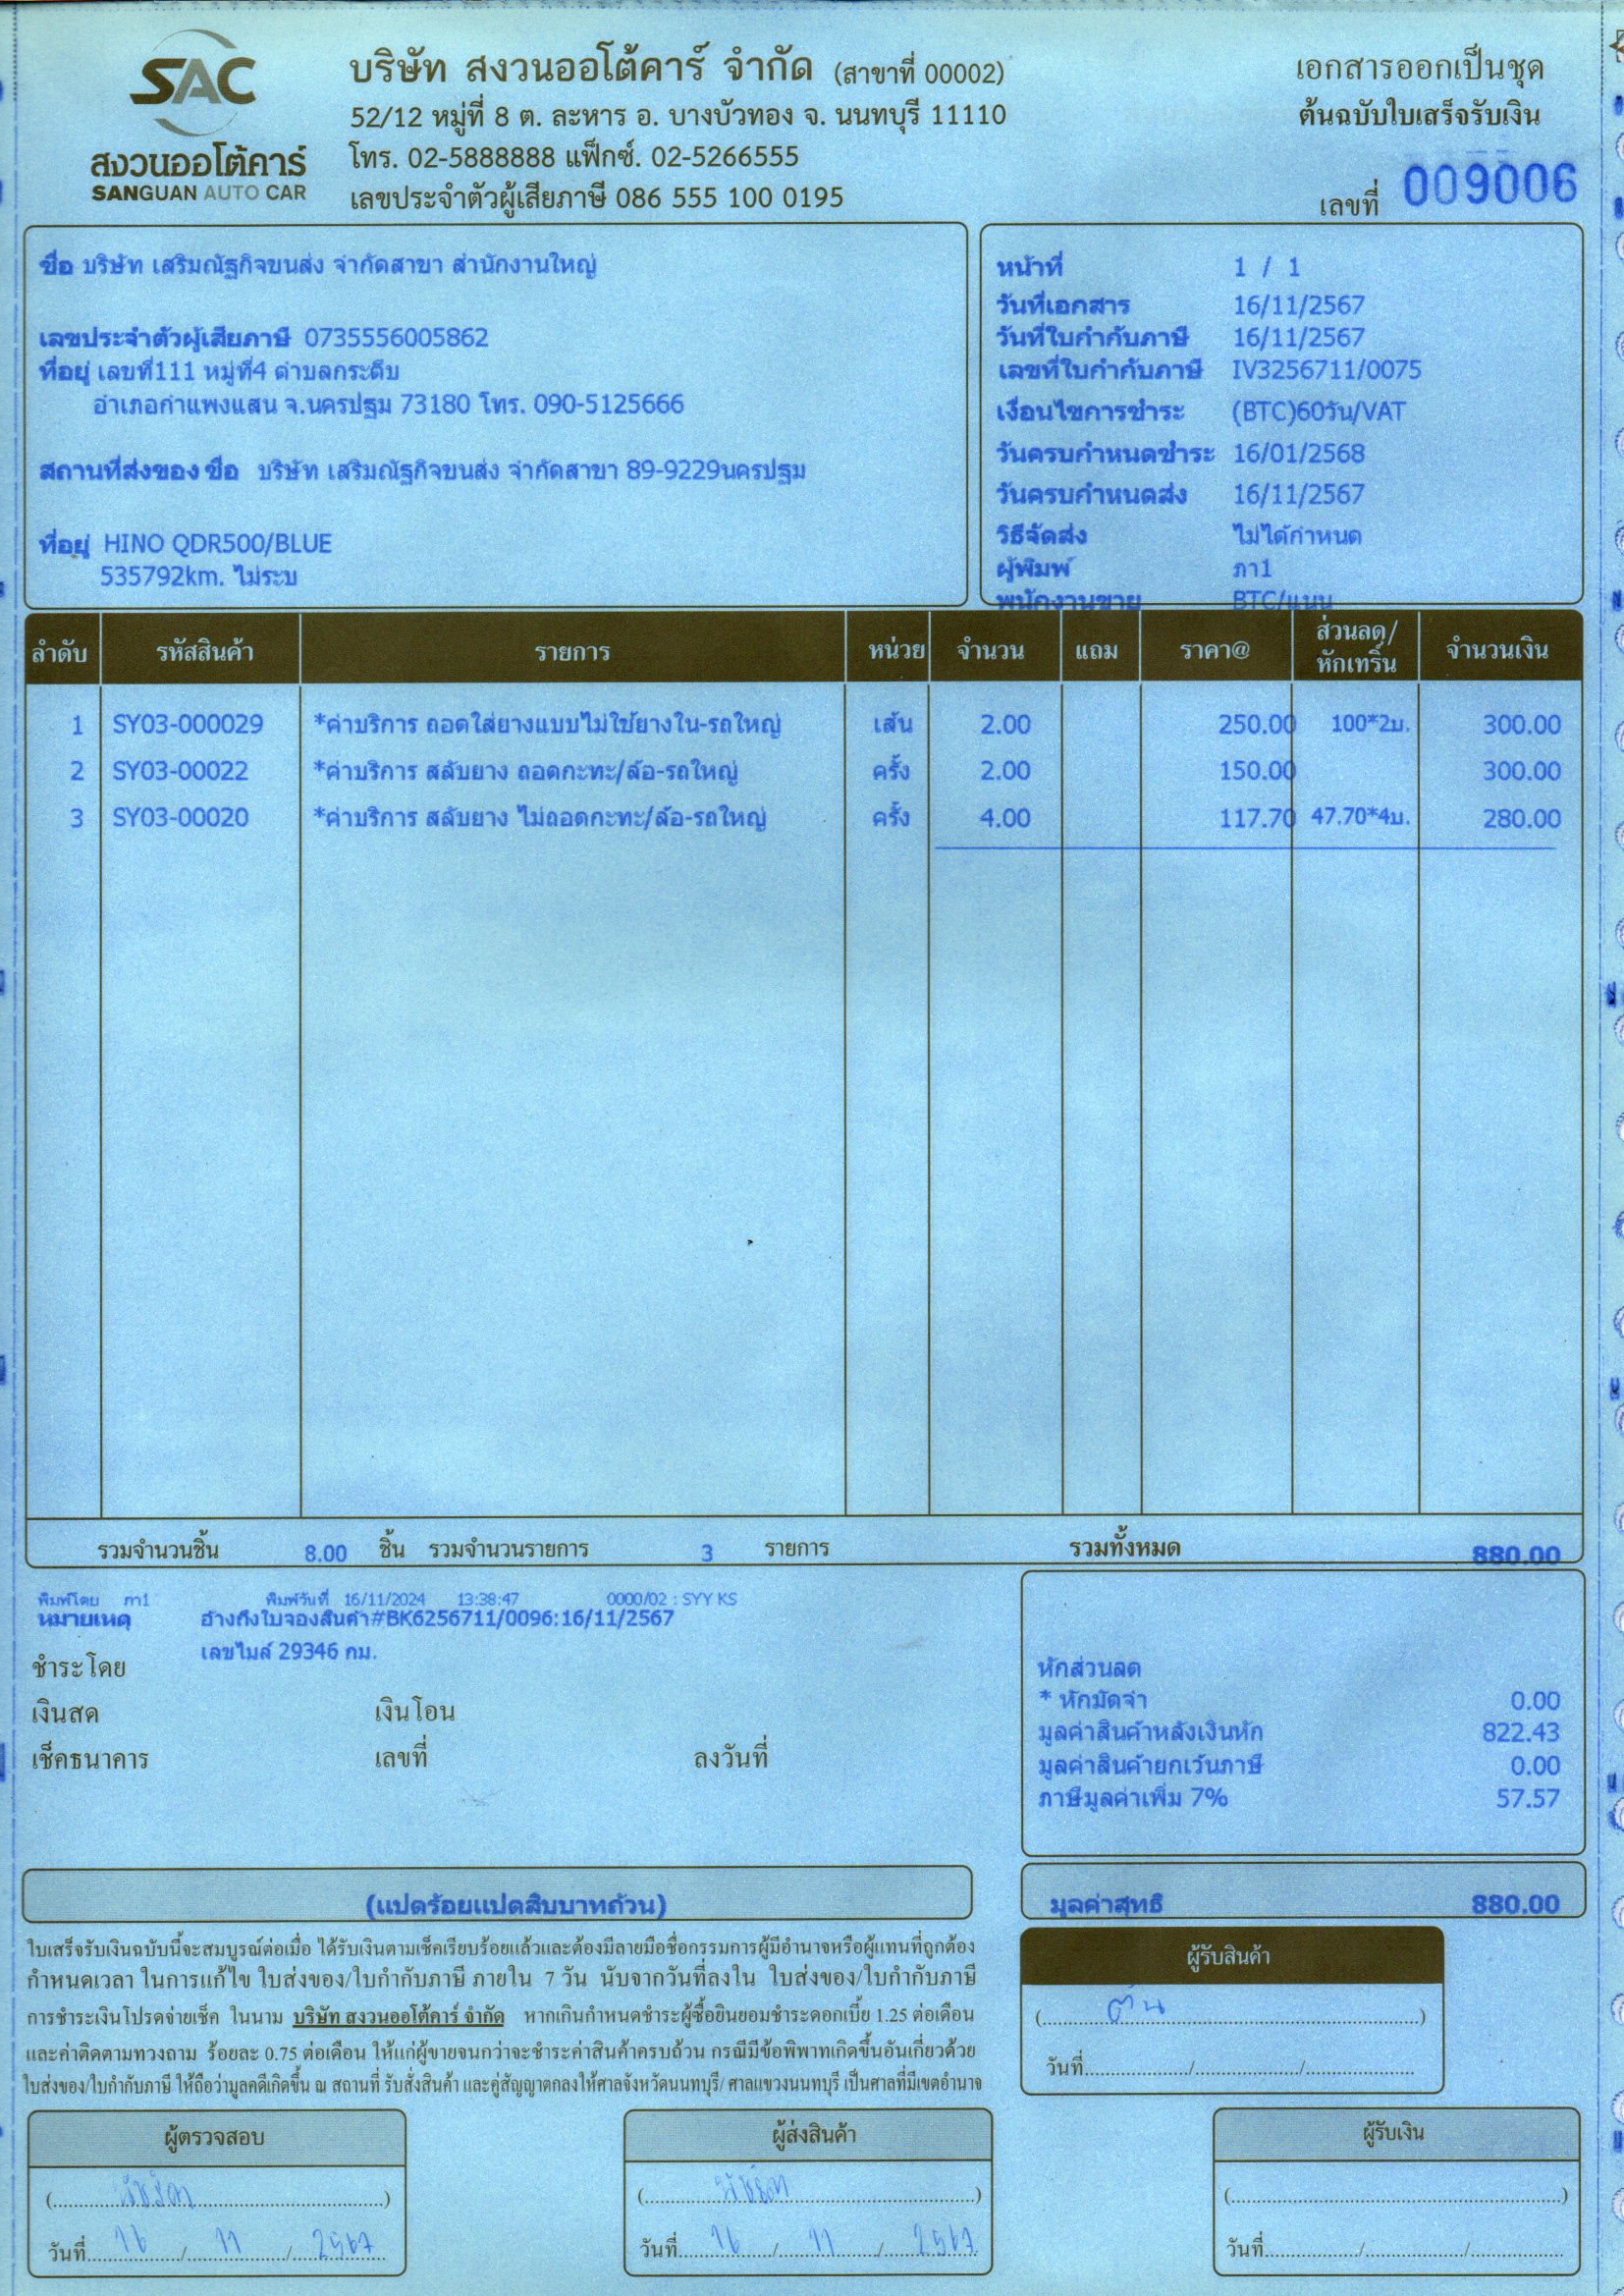 SAC
สงวนออโต้คาร์
SANGUAN AUTO CAR
บริษัท สงวนออโต้คาร์ จำกัด (สาขาที่ 00002)
52/12 หมู่ที่ 8 ต. ละหาร อ. บางบัวทอง จ. นนทบุรี 11110
โทร. 02-5888888 แฟ็กซ์. 02-5266555
เลขประจำตัวผู้เสียภาษี 086 555 100 0195
เอกสารออกเป็นชุด
ต้นฉบับใบเสร็จรับเงิน
เลขที่ 009006
ชื่อ บริษัท เสริมณัฐกิจขนส่ง จำกัดสาขา สำนักงานใหญ่
เลขประจำตัวผู้เสียภาษี 0735556005862
ที่อยู่ เลขที่111 หมู่ที่4 ตำบลกระตีบ
อำเภอกำแพงแสน จ.นครปฐม 73180 โทร. 090-5125666
สถานที่ส่งของ ชื่อ บริษัท เสริมณัฐกิจขนส่ง จำกัดสาขา 89-9229นครปฐม
ที่อยู่ HINO QDR500/BLUE
535792km. ไม่ระบ
หน้าที่ 1 / 1
วันที่เอกสาร 16/11/2567
วันที่ใบกำกับภาษี 16/11/2567
เลขที่ใบกำกับภาษี IV3256711/0075
เงื่อนไขการชำระ (BTC)60วัน/VAT
วันครบกำหนดชำระ 16/01/2568
วันครบกำหนดส่ง 16/11/2567
วิธีจัดส่ง ไม่ได้กำหนด
ผู้พิมพ์ ภา1
พนักงานขาย BTC/แนน
ลำดับ รหัสสินค้า รายการ หน่วย จำนวน แถม ราคา@ ส่วนลด/หักเทริ์น จำนวนเงิน
1 SY03-000029 *ค่าบริการ ถอดใส่ยางแบบไม่ใช้ยางใน-รถใหญ่ เส้น 2.00 250.00 100*2บ. 300.00
2 SY03-00022 *ค่าบริการ สลับยาง ถอดกะทะ/ล้อ-รถใหญ่ ครั้ง 2.00 150.00 300.00
3 SY03-00020 *ค่าบริการ สลับยาง ไม่ถอดกะทะ/ล้อ-รถใหญ่ ครั้ง 4.00 117.70 47.70*4บ. 280.00
รวมจำนวนชิ้น 8.00 ชิ้น รวมจำนวนรายการ 3 รายการ รวมทั้งหมด 880.00
พิมพ์โดย ภา1 พิมพ์วันที่ 16/11/2024 13:38:47 0000/02 : SYY KS
หมายเหตุ อ้างถึงใบจองสินค้า#BK6256711/0096:16/11/2567
เลขไมล์ 29346 กม.
ชำระโดย
เงินสด เงินโอน
เช็คธนาคาร เลขที่ ลงวันที่
หักส่วนลด
* หักมัดจำ 0.00
มูลค่าสินค้าหลังเงินหัก 822.43
มูลค่าสินค้ายกเว้นภาษี 0.00
ภาษีมูลค่าเพิ่ม 7% 57.57
(แปดร้อยแปดสิบบาทถ้วน)
มูลค่าสุทธิ 880.00
ใบเสร็จรับเงินฉบับนี้จะสมบูรณ์ต่อเมื่อ ได้รับเงินตามเช็คเรียบร้อยแล้วและต้องมีลายมือชื่อกรรมการผู้มีอำนาจหรือผู้แทนที่ถูกต้อง
กำหนดเวลา ในการแก้ไข ใบส่งของ/ใบกำกับภาษี ภายใน 7 วัน นับจากวันที่ลงใน ใบส่งของ/ใบกำกับภาษี
การชำระเงินโปรดจ่ายเช็ค ในนาม บริษัท สงวนออโต้คาร์ จำกัด หากเกินกำหนดชำระผู้ซื้อยินยอมชำระดอกเบี้ย 1.25 ต่อเดือน
และค่าติดตามทวงถาม ร้อยละ 0.75 ต่อเดือน ให้แก่ผู้ขายจนกว่าจะชำระค่าสินค้าครบถ้วน กรณีมีข้อพิพาทเกิดขึ้นอันเกี่ยวด้วย
ใบส่งของ/ใบกำกับภาษี ให้ถือว่ามูลคดีเกิดขึ้น ณ สถานที่ รับสั่งสินค้า และคู่สัญญาตกลงให้ศาลจังหวัดนนทบุรี/ ศาลแขวงนนทบุรี เป็นศาลที่มีเขตอำนาจ
ผู้รับสินค้า
วันที่
ผู้ตรวจสอบ
วันที่ 16 / 11 / 2567
ผู้ส่งสินค้า
วันที่ 16 / 11 / 2567
ผู้รับเงิน
วันที่